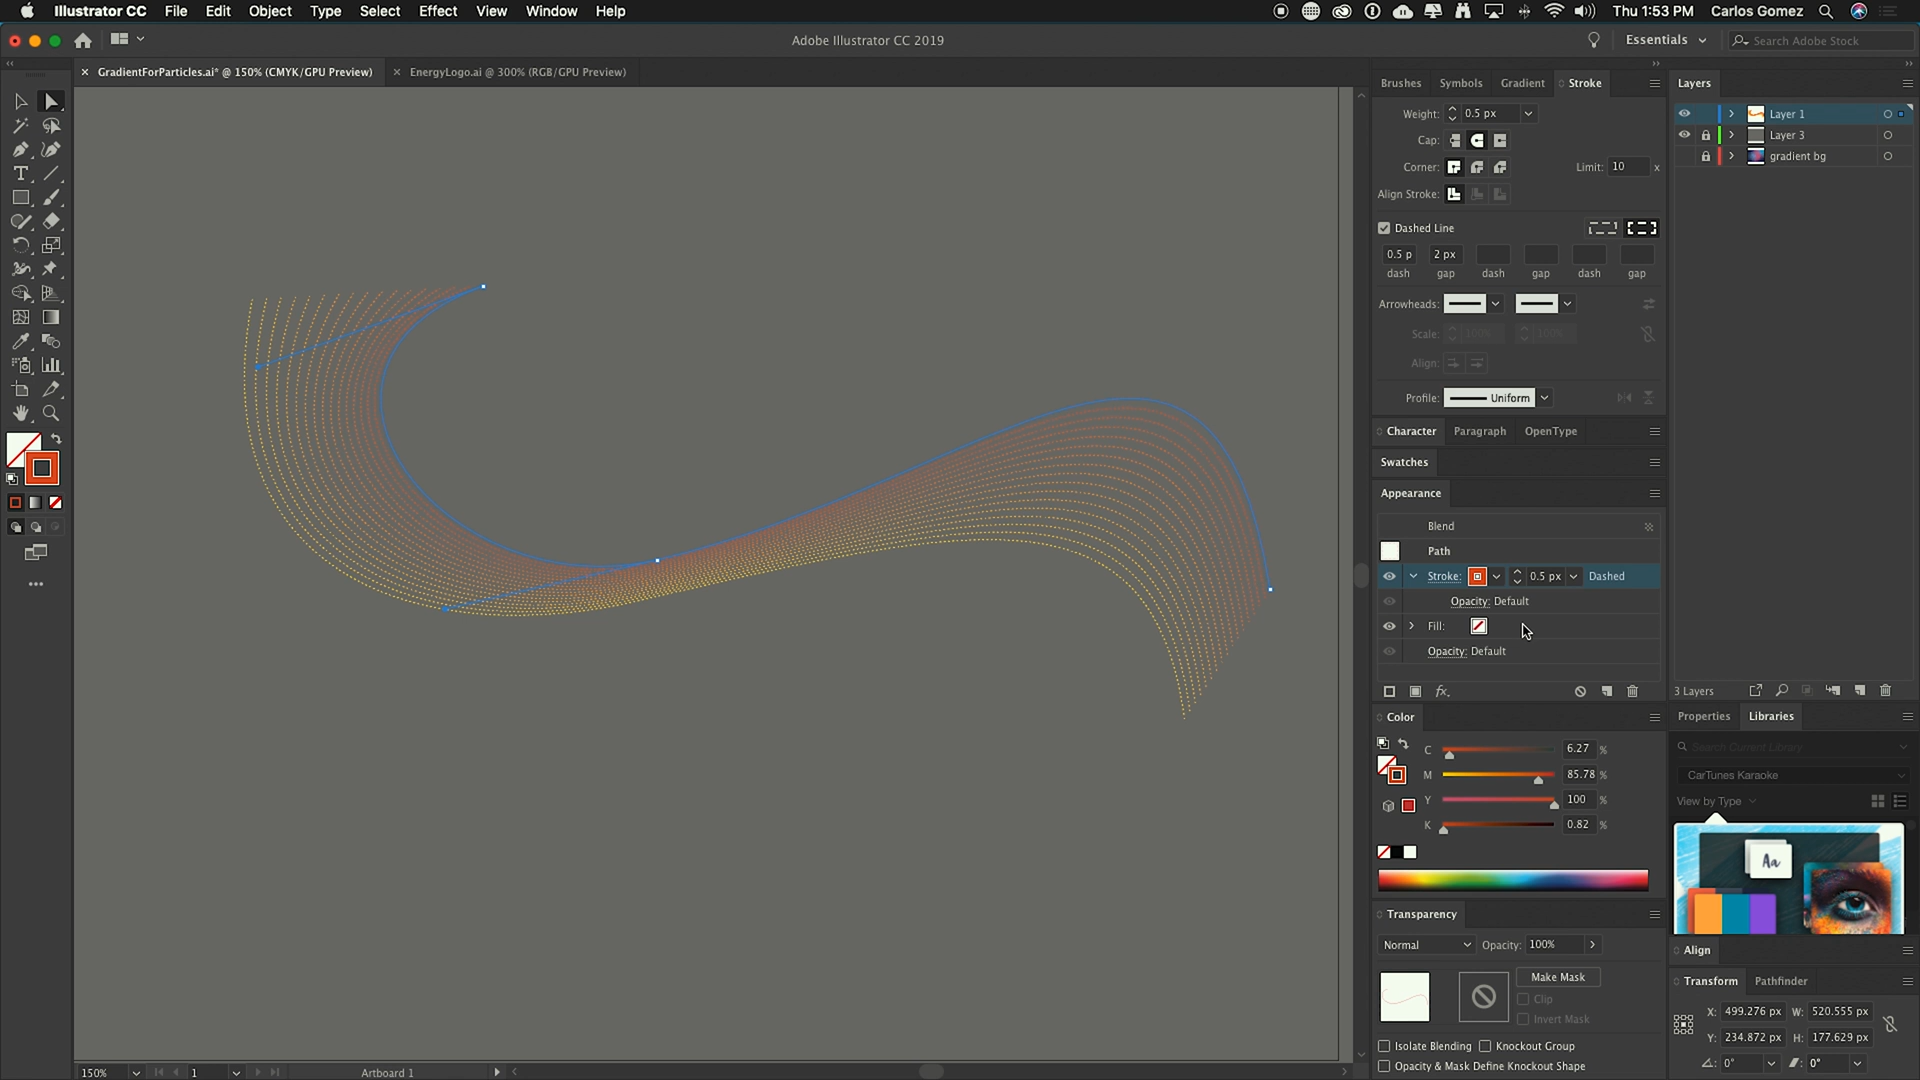 Illustrator CC File Edit Object Type Select Effect View Window Help Thu 1:53 PM Carlos Gomez
Adobe Illustrator CC 2019
Essentials
Search Adobe Stock
× GradientForParticles.ai* @ 150% (CMYK/GPU Preview) × EnergyLogo.ai @ 300% (RGB/GPU Preview)
Brushes Symbols Gradient Stroke
Weight: 0.5 px
Cap:
Corner: Limit: 10 x
Align Stroke:
Dashed Line
0.5 p 2 px
dash gap dash gap dash gap
Arrowheads:
Scale: 100% 100%
Align:
Profile: Uniform
Character Paragraph OpenType
Swatches
Appearance
Blend
Path
Stroke: 0.5 px Dashed
Opacity: Default
Fill:
Opacity: Default
fx.
Color
C 6.27 %
M 85.78 %
Y 100 %
K 0.82 %
Transparency
Normal Opacity: 100%
Make Mask
Clip
Invert Mask
Isolate Blending Knockout Group
Opacity & Mask Define Knockout Shape
Layers
Layer 1
Layer 3
gradient bg
3 Layers
Properties Libraries
Search Current Library
CarTunes Karaoke
View by Type
Aa
Align
Transform Pathfinder
X: 499.276 px W: 520.555 px
Y: 234.872 px H: 177.629 px
0° 0°
150% 1 Artboard 1